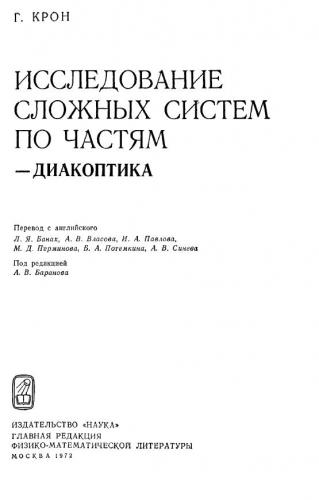 Г. КРОН
ИССЛЕДОВАНИЕ
СЛОЖНЫХ СИСТЕМ
ПО ЧАСТЯМ
—ДИАКОПТИКА
Перевод с английского
Л. Я. Банах, А. В. Власова, И. А. Павлова,
М. Д. Перминова, Б. А. Потемкина, А. В. Синева
Под редакцией
А. В. Баранова
ИЗДАТЕЛЬСТВО «НАУКА»
ГЛАВНАЯ РЕДАКЦИЯ
ФИЗИКО-МАТЕМАТИЧЕСКОЙ ЛИТЕРАТУРЫ
МОСКВА 1972